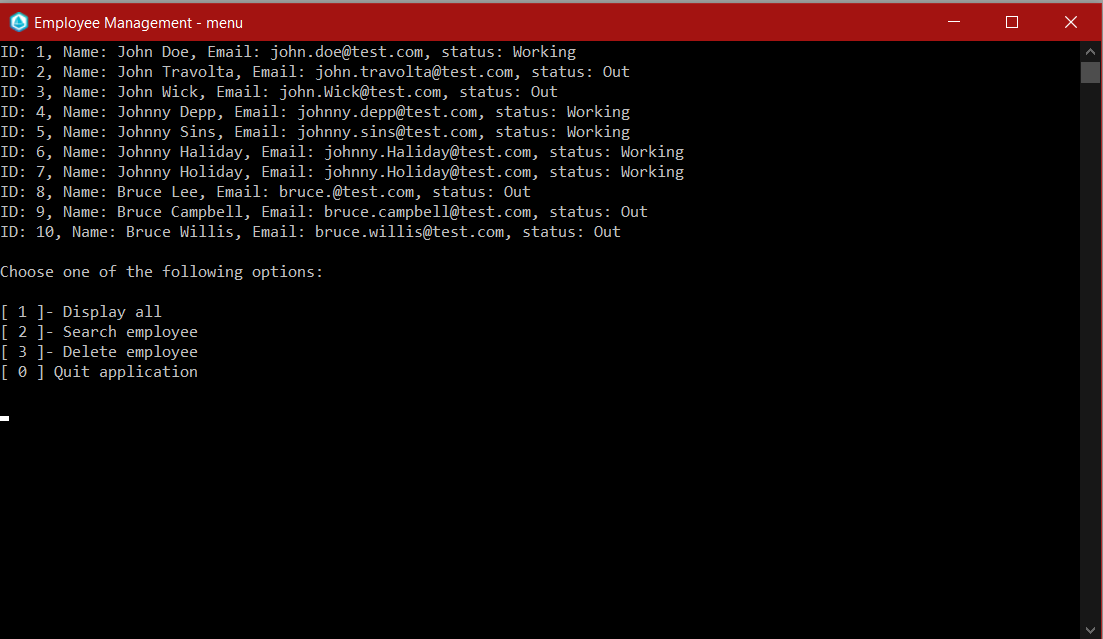 Employee Management - menu
ID: 1, Name: John Doe, Email: john.doe@test.com, status: Working
ID: 2, Name: John Travolta, Email: john.travolta@test.com, status: Out
ID: 3, Name: John Wick, Email: john.Wick@test.com, status: Out
ID: 4, Name: Johnny Depp, Email: johnny.depp@test.com, status: Working
ID: 5, Name: Johnny Sins, Email: johnny.sins@test.com, status: Working
ID: 6, Name: Johnny Haliday, Email: johnny.Haliday@test.com, status: Working
ID: 7, Name: Johnny Holiday, Email: johnny.Holiday@test.com, status: Working
ID: 8, Name: Bruce Lee, Email: bruce.@test.com, status: Out
ID: 9, Name: Bruce Campbell, Email: bruce.campbell@test.com, status: Out
ID: 10, Name: Bruce Willis, Email: bruce.willis@test.com, status: Out
Choose one of the following options:
[ 1 ]- Display all
[ 2 ]- Search employee
[ 3 ]- Delete employee
[ 0 ] Quit application